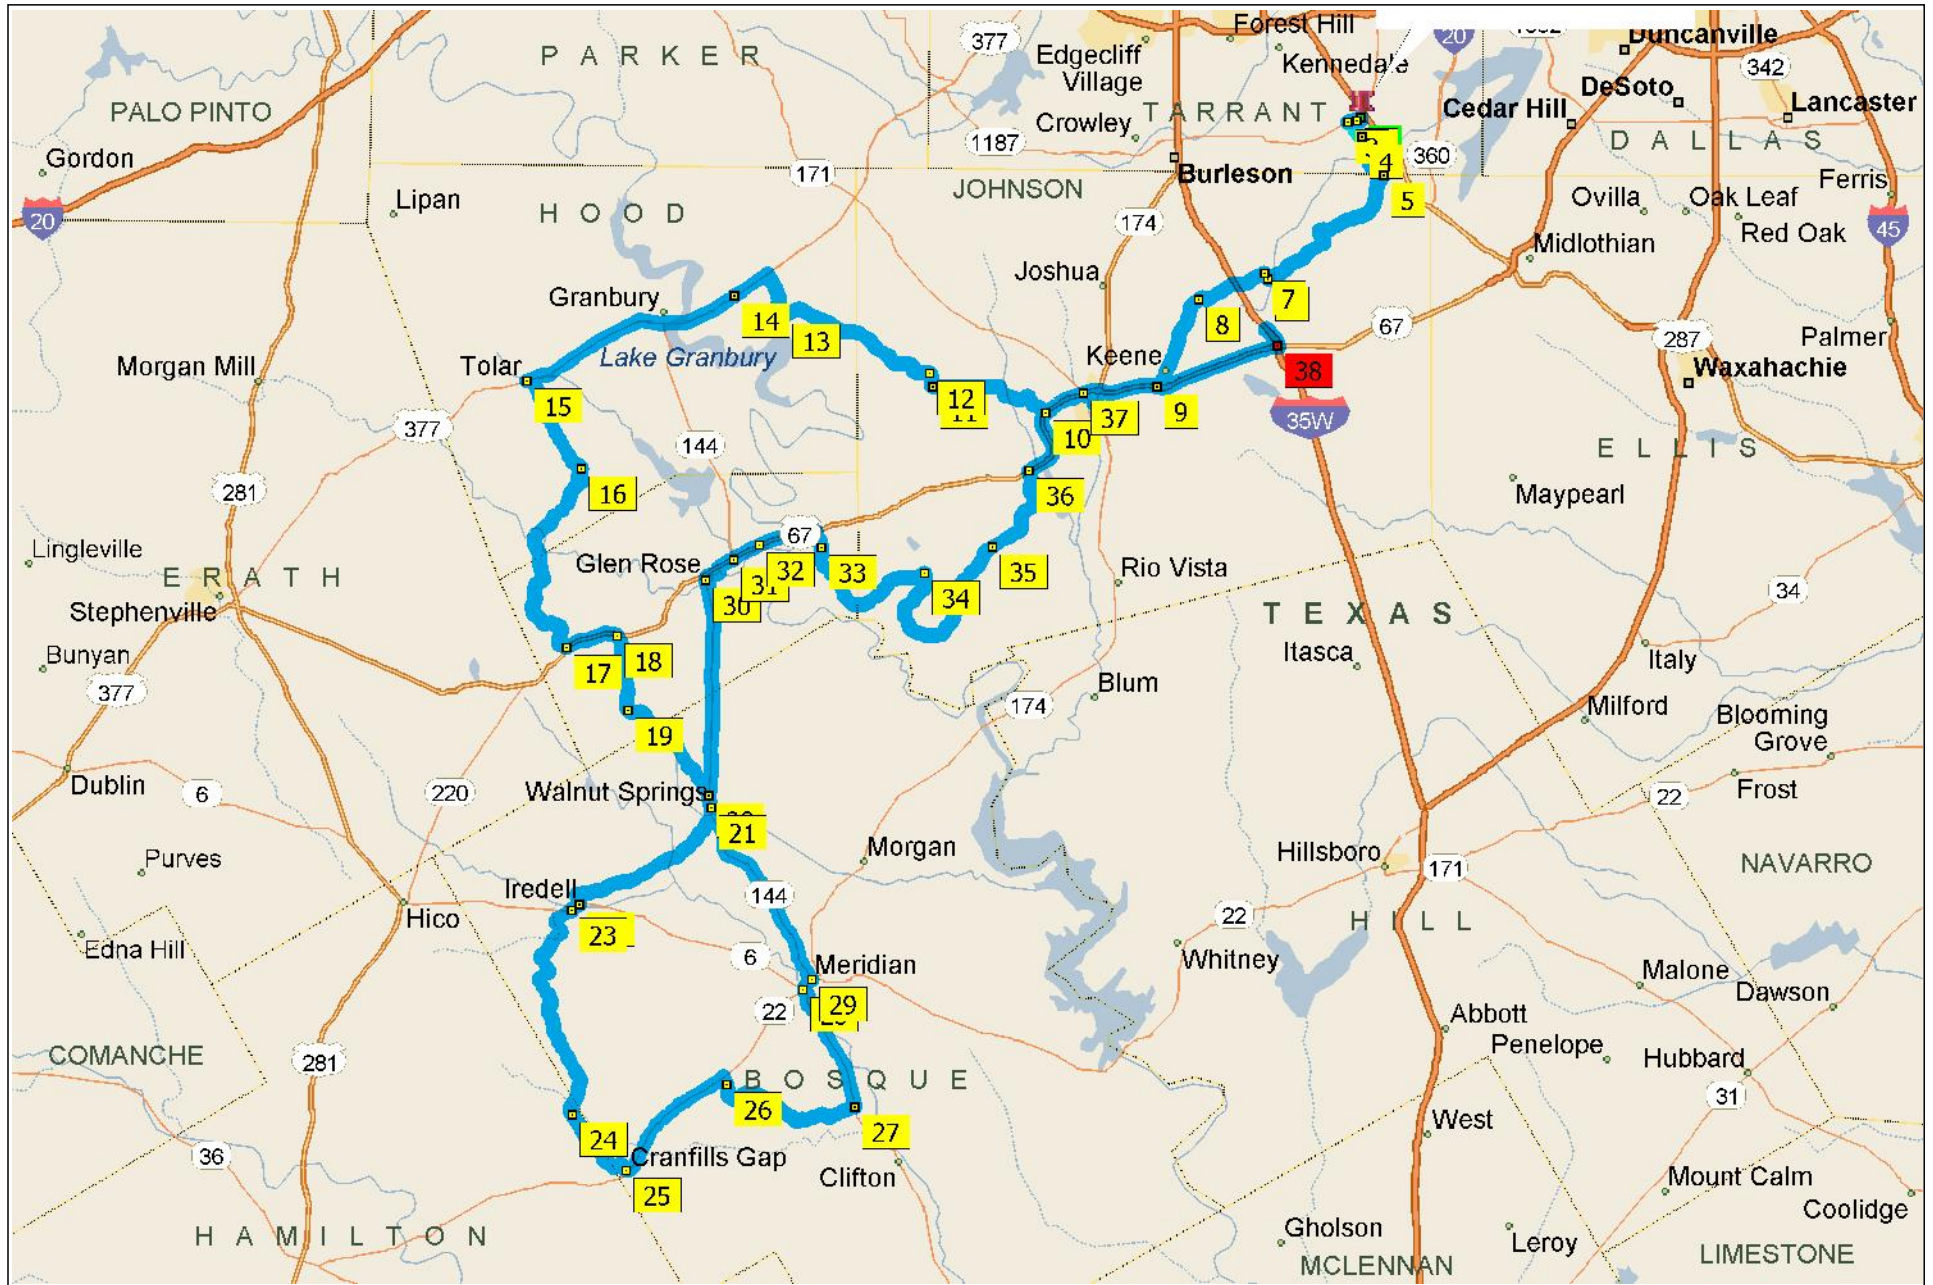 PARKER
377
Edgecliff
Village
Forest Hill
Kennedale
20
Duncanville
342
DeSoto
Lancaster
PALO PINTO
Crowley
TARRANT
Cedar Hill
DALLAS
Gordon
1187
171
Burleson
4
360
Ferris
20
Lipan
HOOD
JOHNSON
174
5
Ovilla
Oak Leaf
Red Oak
45
Midlothian
Joshua
Granbury
7
8
14
13
67
287
Palmer
Morgan Mill
Tolar
Lake Granbury
Keene
38
Waxahachie
15
12
11
37
9
35W
377
144
10
ELLIS
281
16
36
Maypearl
67
Lingleville
ERATH
Glen Rose
32
31
30
33
34
35
Rio Vista
34
Stephenville
TEXAS
Bunyan
377
17
18
Itasca
Italy
19
Blum
174
Milford
Blooming
Grove
Dublin
6
220
Walnut Springs
21
22
Frost
Purves
Morgan
Hillsboro
171
NAVARRO
Iredell
144
Hico
23
22
HILL
Edna Hill
6
Meridian
Whitney
Malone
22
29
Dawson
Abbott
COMANCHE
281
Penelope
Hubbard
BOSQUE
26
31
24
27
West
36
Cranfills Gap
25
Clifton
Mount Calm
Coolidge
HAMILTON
Gholson
Leroy
MCLENNAN
LIMESTONE